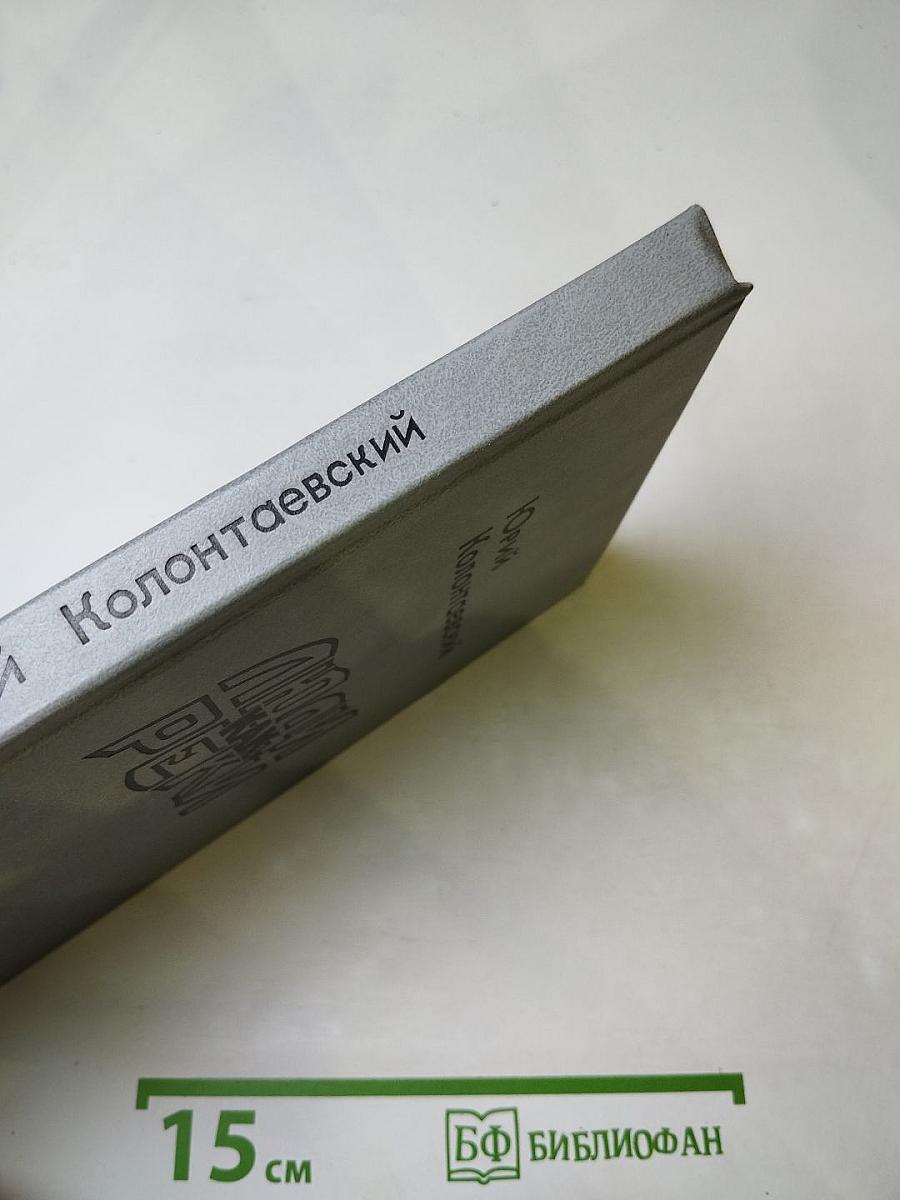 й Колонтаевский
Юрий
Колонтаевский
15 см
БФ БИБЛИОФАН